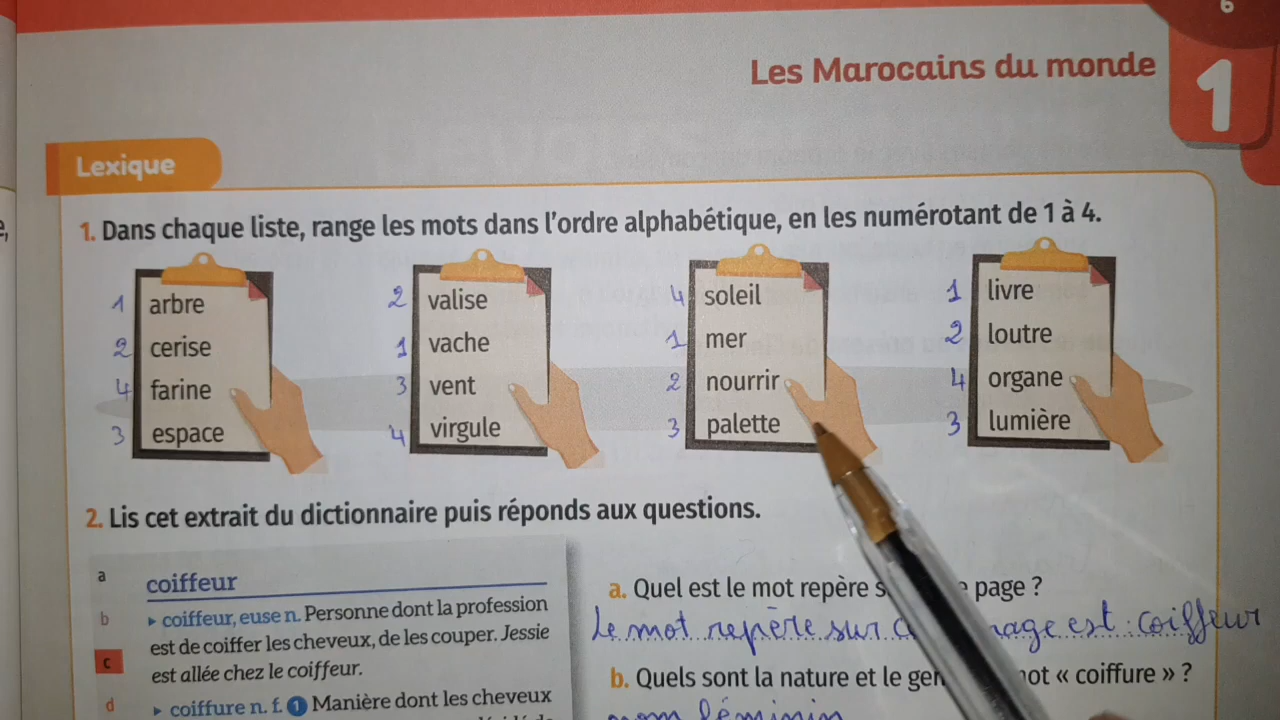 6
Les Marocains du monde
1
Lexique
1. Dans chaque liste, range les mots dans l'ordre alphabétique, en les numérotant de 1 à 4.
1 arbre
2 cerise
4 farine
3 espace
2 valise
1 vache
3 vent
4 virgule
4 soleil
1 mer
2 nourrir
3 palette
1 livre
2 loutre
4 organe
3 lumière
2. Lis cet extrait du dictionnaire puis réponds aux questions.
a
b
c
d
coiffeur
▸ coiffeur, euse n. Personne dont la profession
est de coiffer les cheveux, de les couper. Jessie
est allée chez le coiffeur.
▸ coiffure n. f. 1 Manière dont les cheveux
a. Quel est le mot repère page ?
Le mot repère sur est : coiffeur
b. Quels sont la nature et le « coiffure » ?
nom féminin